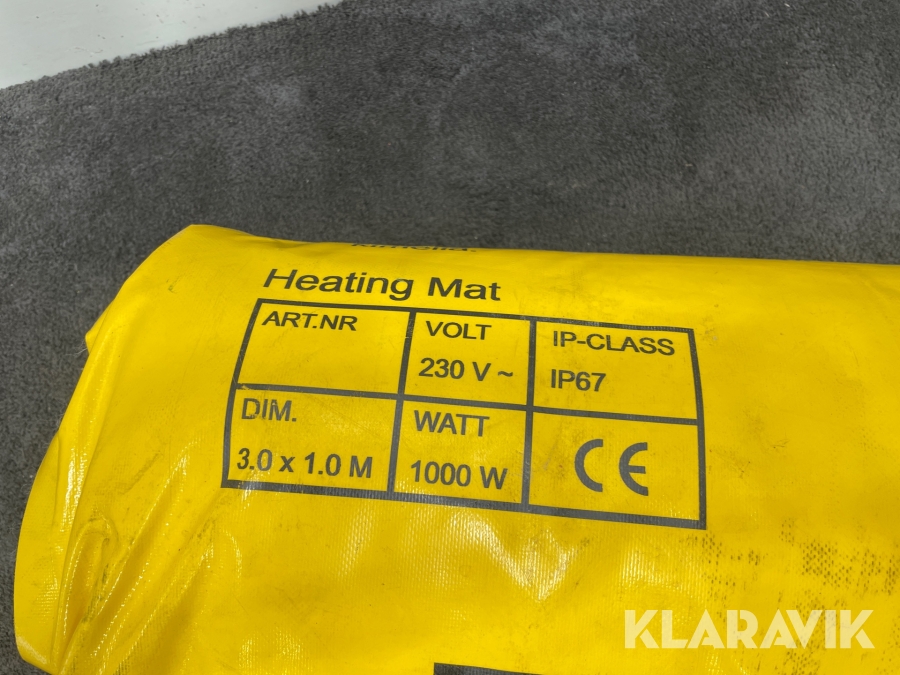 Heating Mat
ART.NR
VOLT
230 V ~
IP-CLASS
IP67
DIM.
3.0 x 1.0 M
WATT
1000 W
CE
KLARAVIK